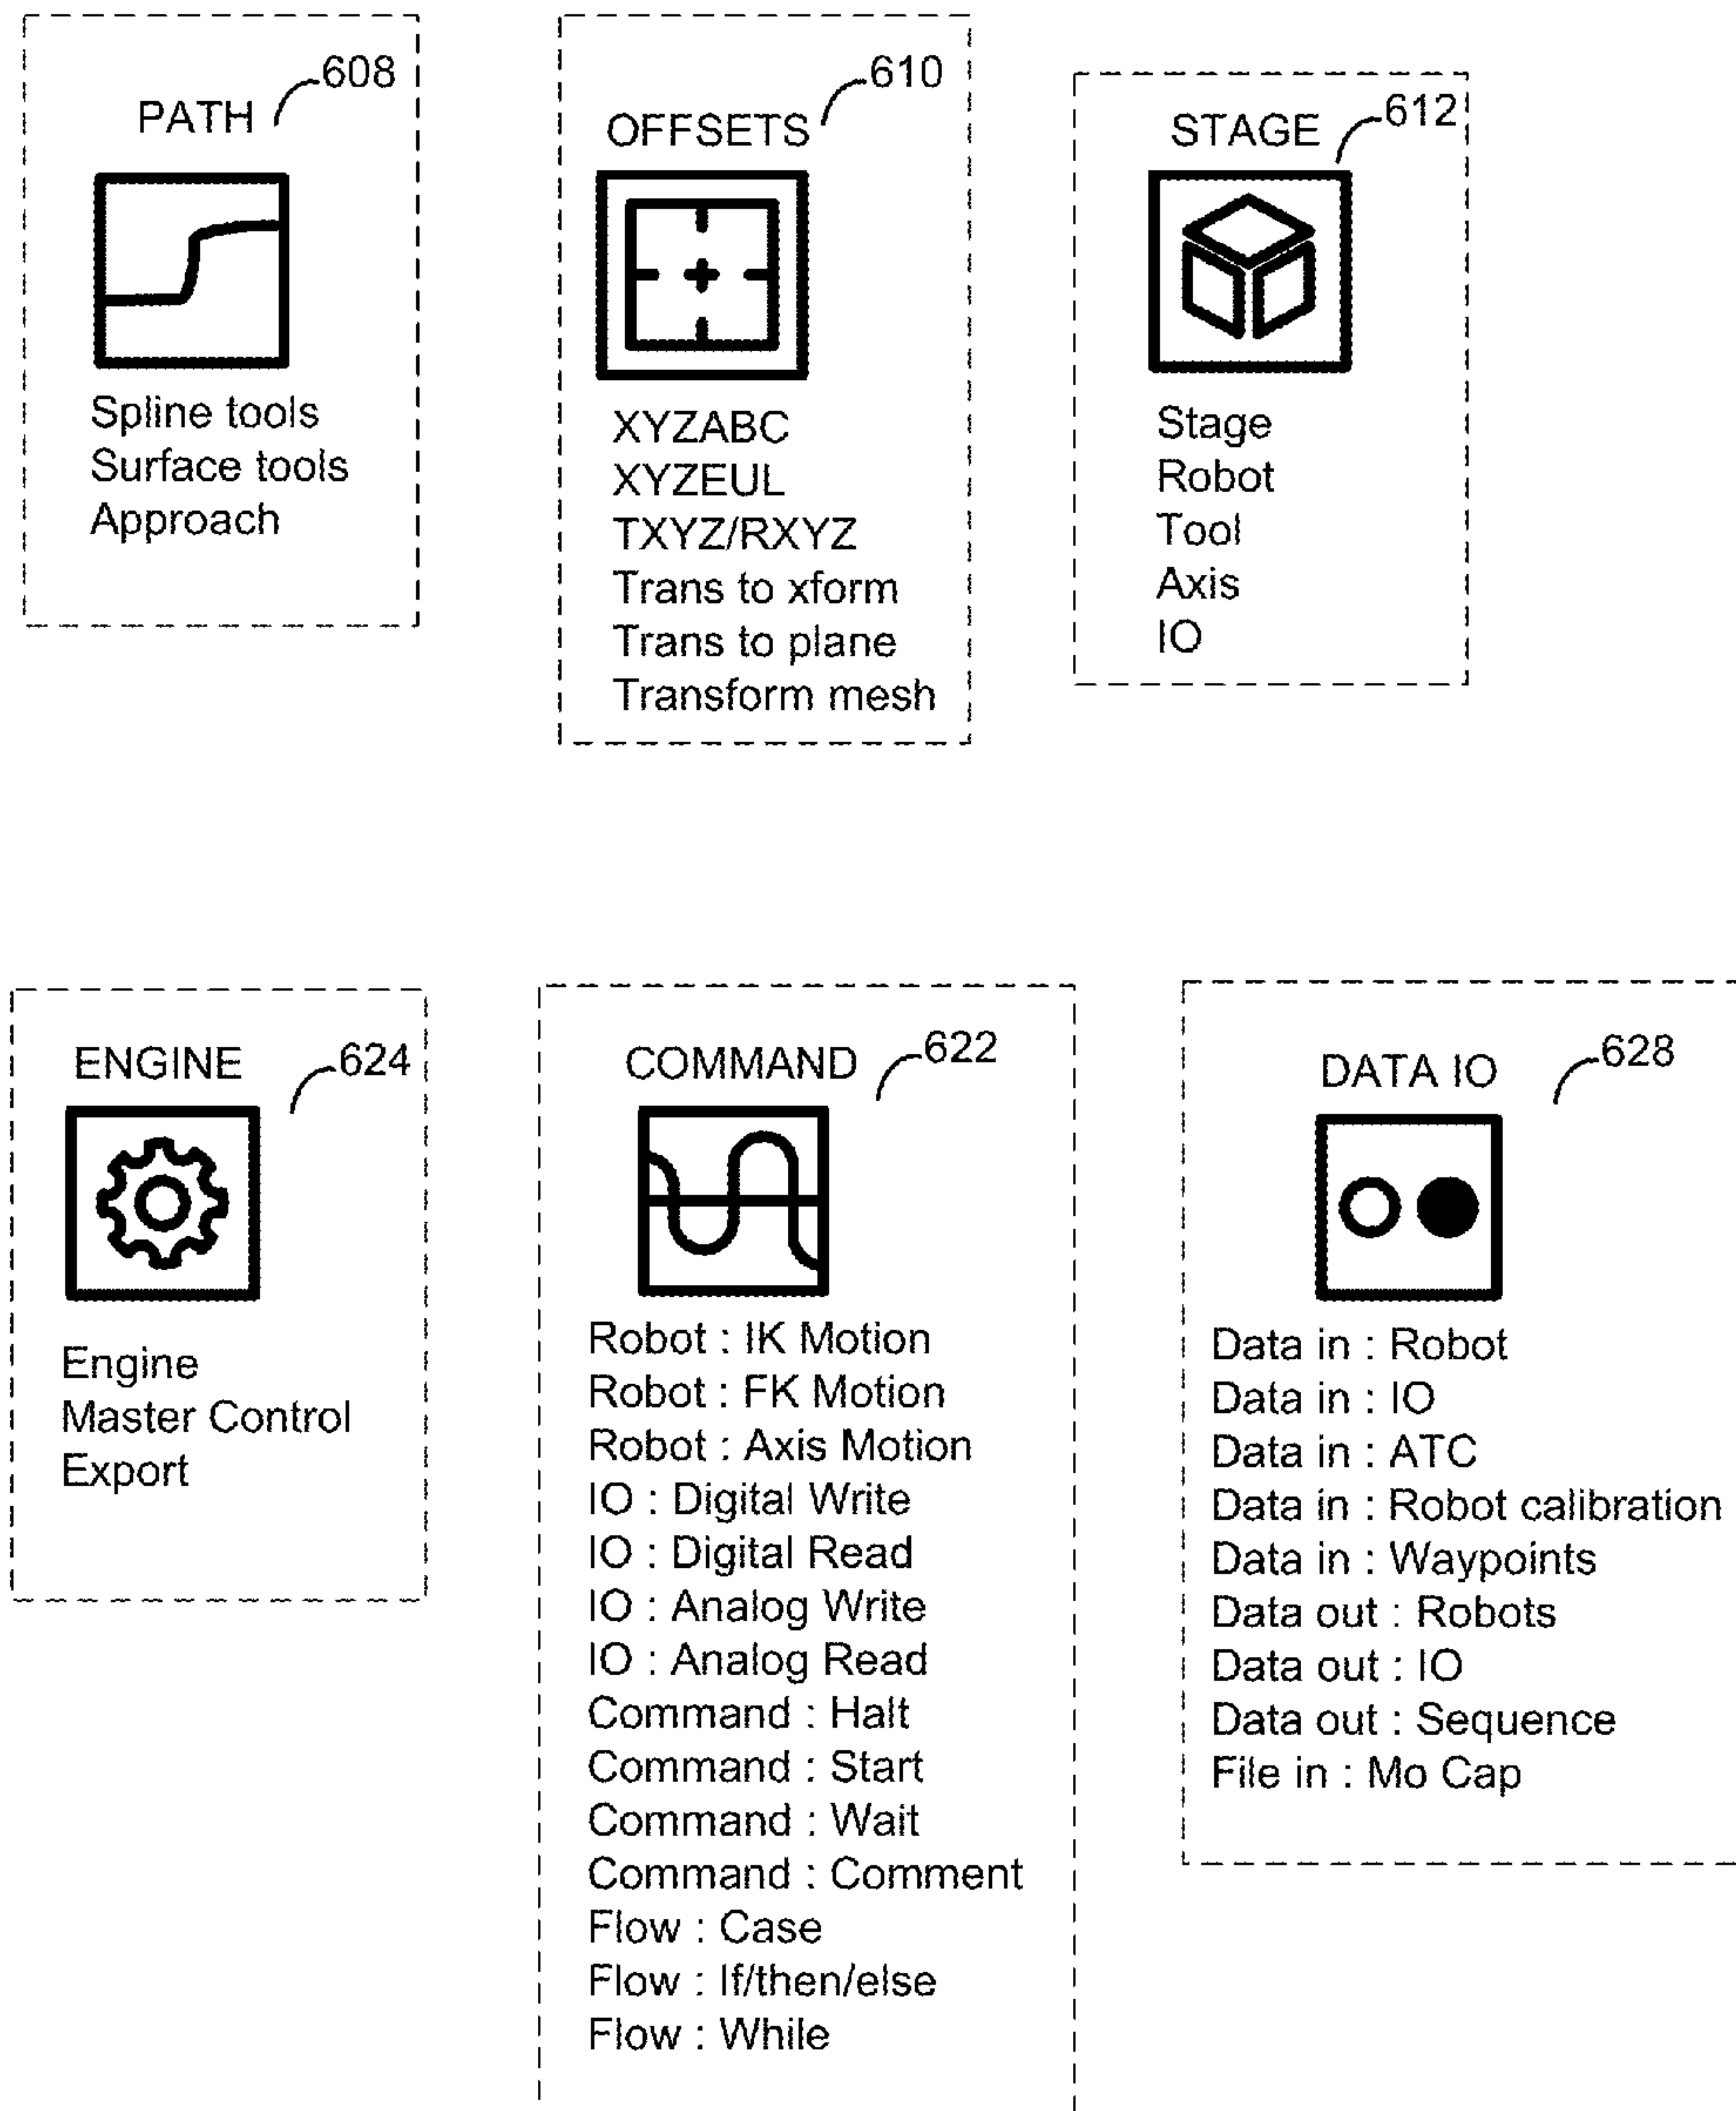 PATH
608
Spline tools
Surface tools
Approach
OFFSETS
610
XYZABC
XYZEUL
TXYZ/RXYZ
Trans to xform
Trans to plane
Transform mesh
STAGE
612
Stage
Robot
Tool
Axis
IO
ENGINE
624
Engine
Master Control
Export
COMMAND
622
Robot : IK Motion
Robot : FK Motion
Robot : Axis Motion
IO : Digital Write
IO : Digital Read
IO : Analog Write
IO : Analog Read
Command : Halt
Command : Start
Command : Wait
Command : Comment
Flow : Case
Flow : If/then/else
Flow : While
DATA IO
628
Data in : Robot
Data in : IO
Data in : ATC
Data in : Robot calibration
Data in : Waypoints
Data out : Robots
Data out : IO
Data out : Sequence
File in : Mo Cap